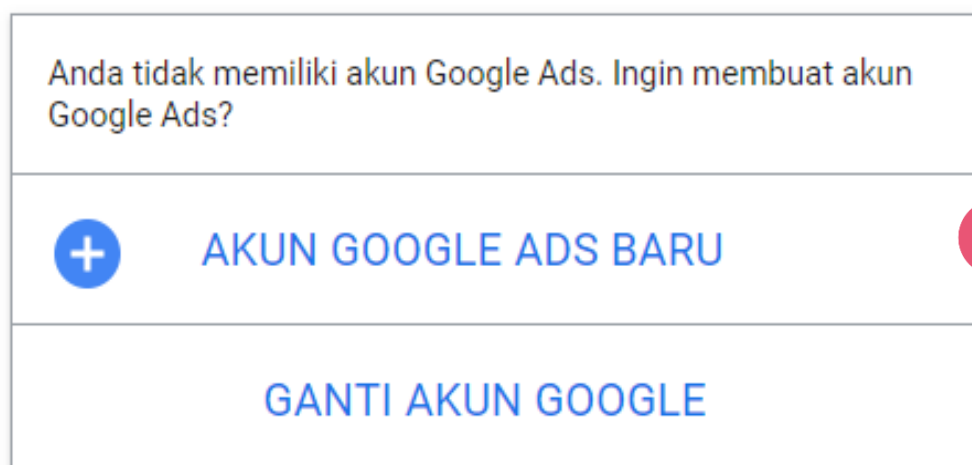 Anda tidak memiliki akun Google Ads. Ingin membuat akun
Google Ads?
AKUN GOOGLE ADS BARU
GANTI AKUN GOOGLE